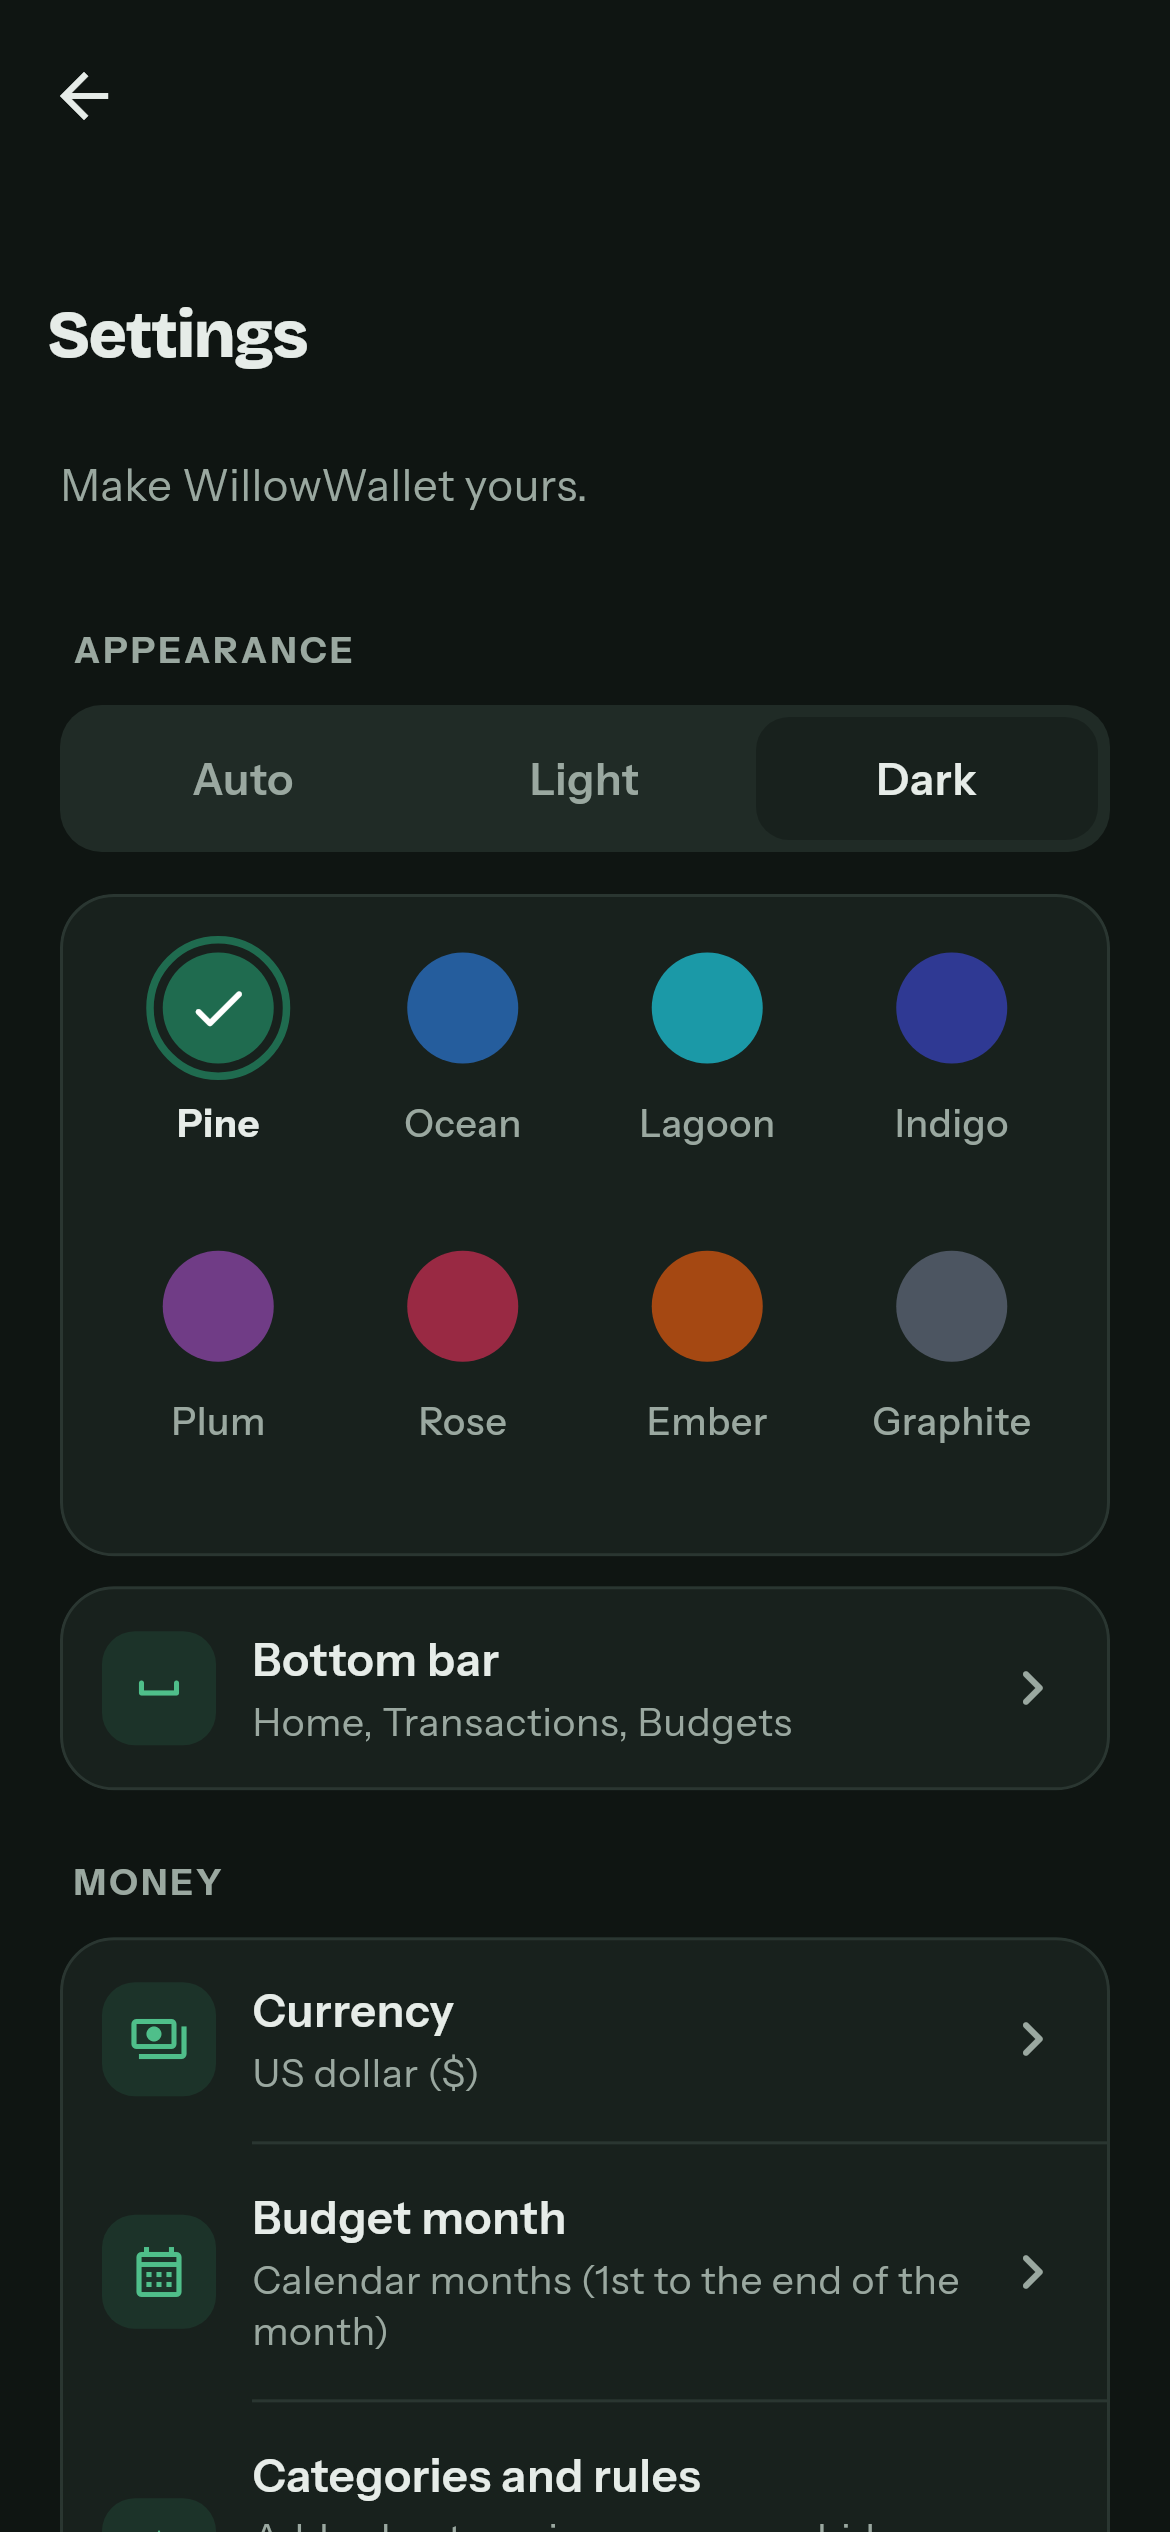 Settings
Make WillowWallet yours.
APPEARANCE
Auto Light Dark
Pine Ocean Lagoon Indigo
Plum Rose Ember Graphite
Bottom bar
Home, Transactions, Budgets
MONEY
Currency
US dollar ($)
Budget month
Calendar months (1st to the end of the
month)
Categories and rules